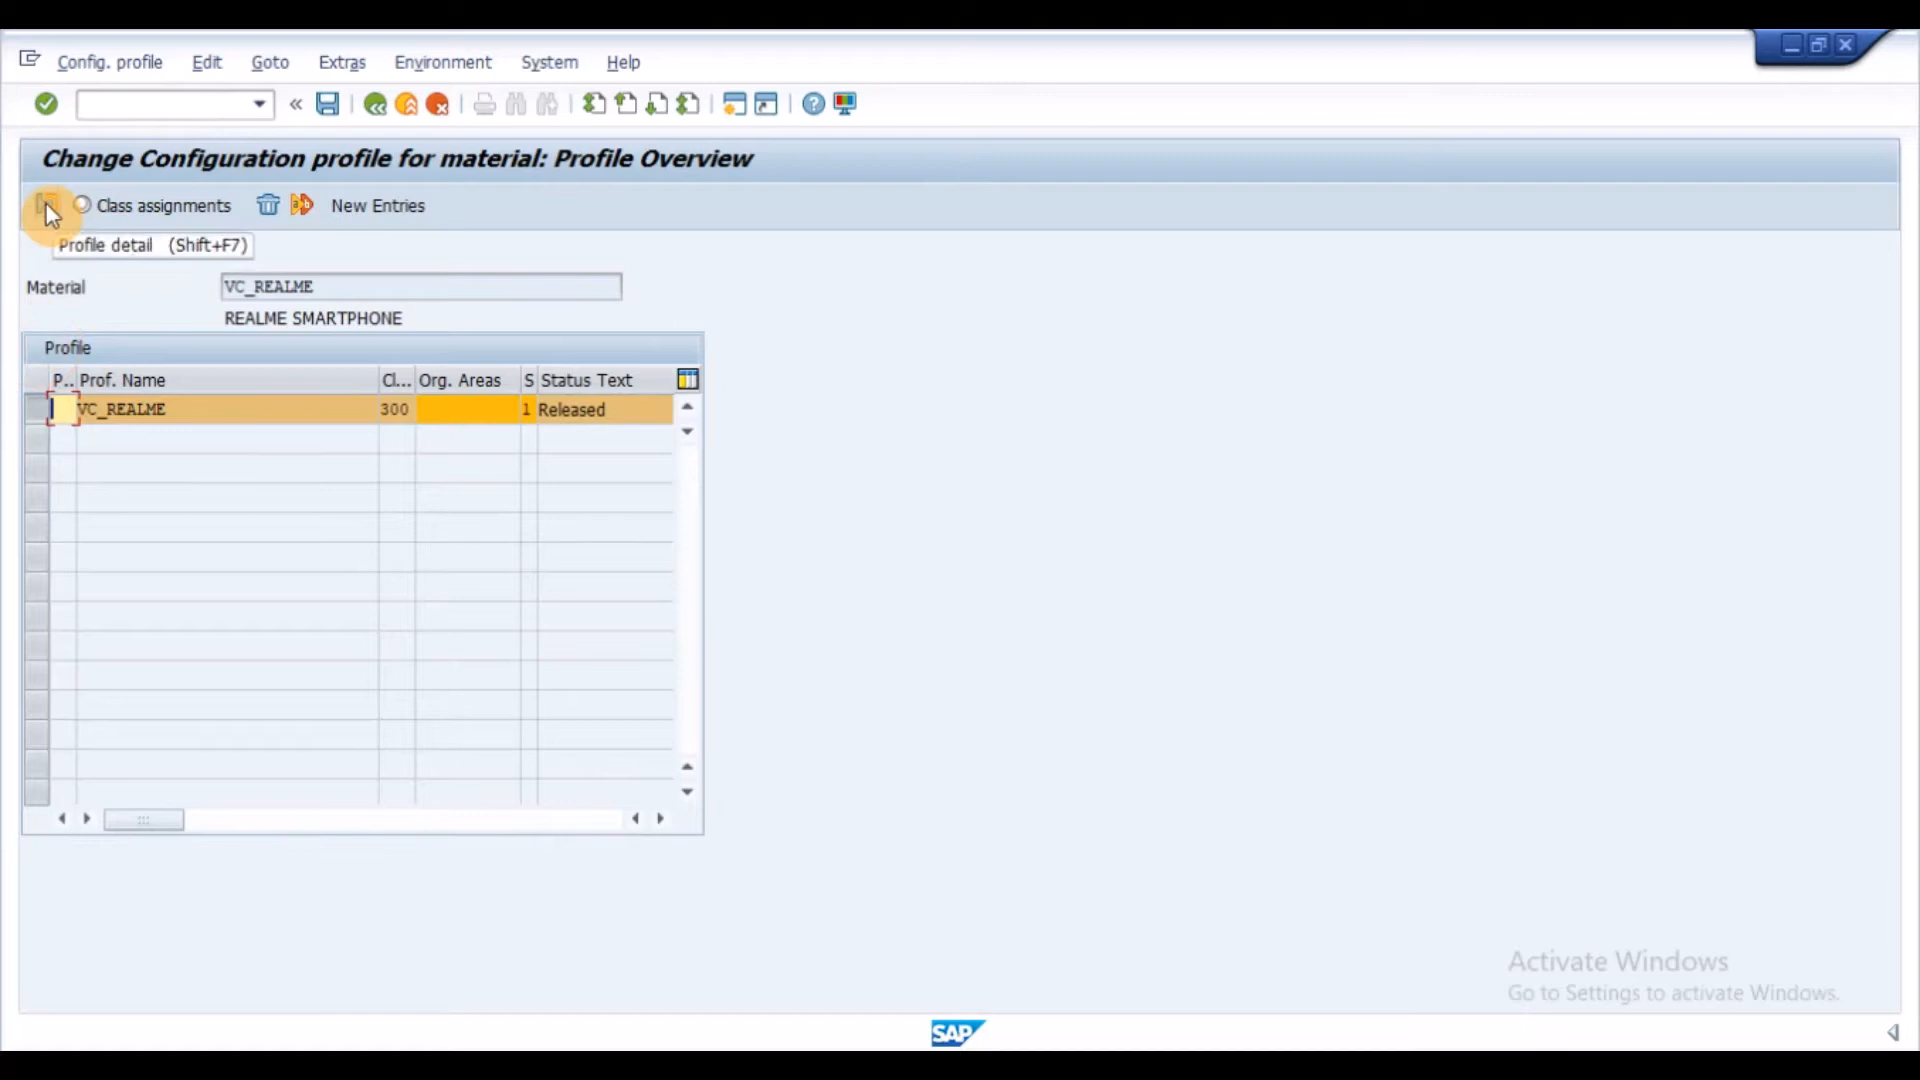 Config. profile Edit Goto Extras Environment System Help
Change Configuration profile for material: Profile Overview
Class assignments New Entries
Profile detail (Shift+F7)
Material VC_REALME
REALME SMARTPHONE
Profile
P.. Prof. Name Cl... Org. Areas S Status Text
VC_REALME 300 1 Released
Activate Windows
Go to Settings to activate Windows.
SAP